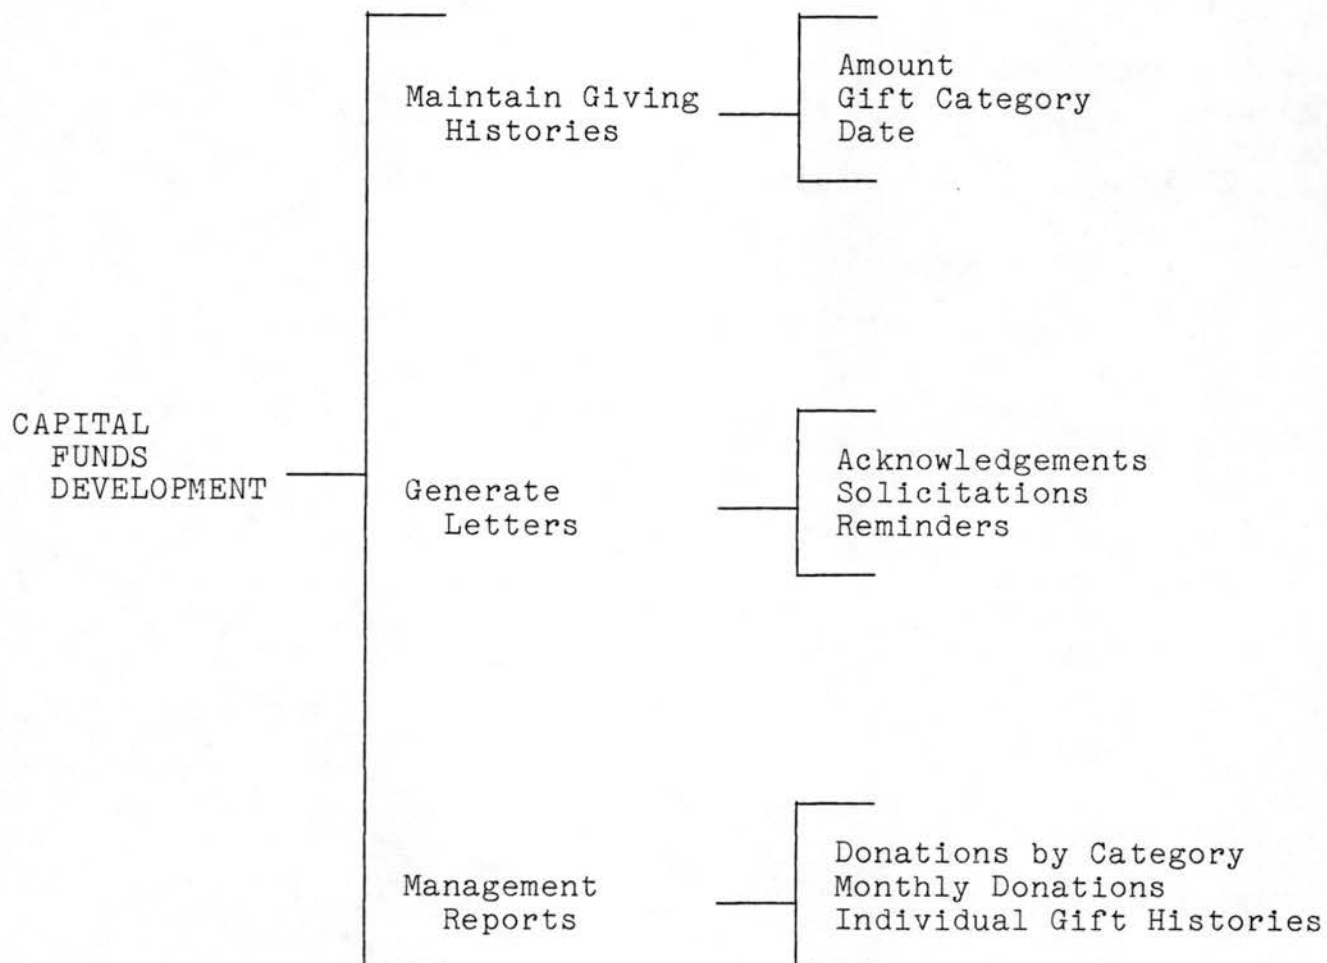 Maintain Giving
Histories
Amount
Gift Category
Date
CAPITAL
FUNDS
DEVELOPMENT
Generate
Letters
Acknowledgements
Solicitations
Reminders
Management
Reports
Donations by Category
Monthly Donations
Individual Gift Histories